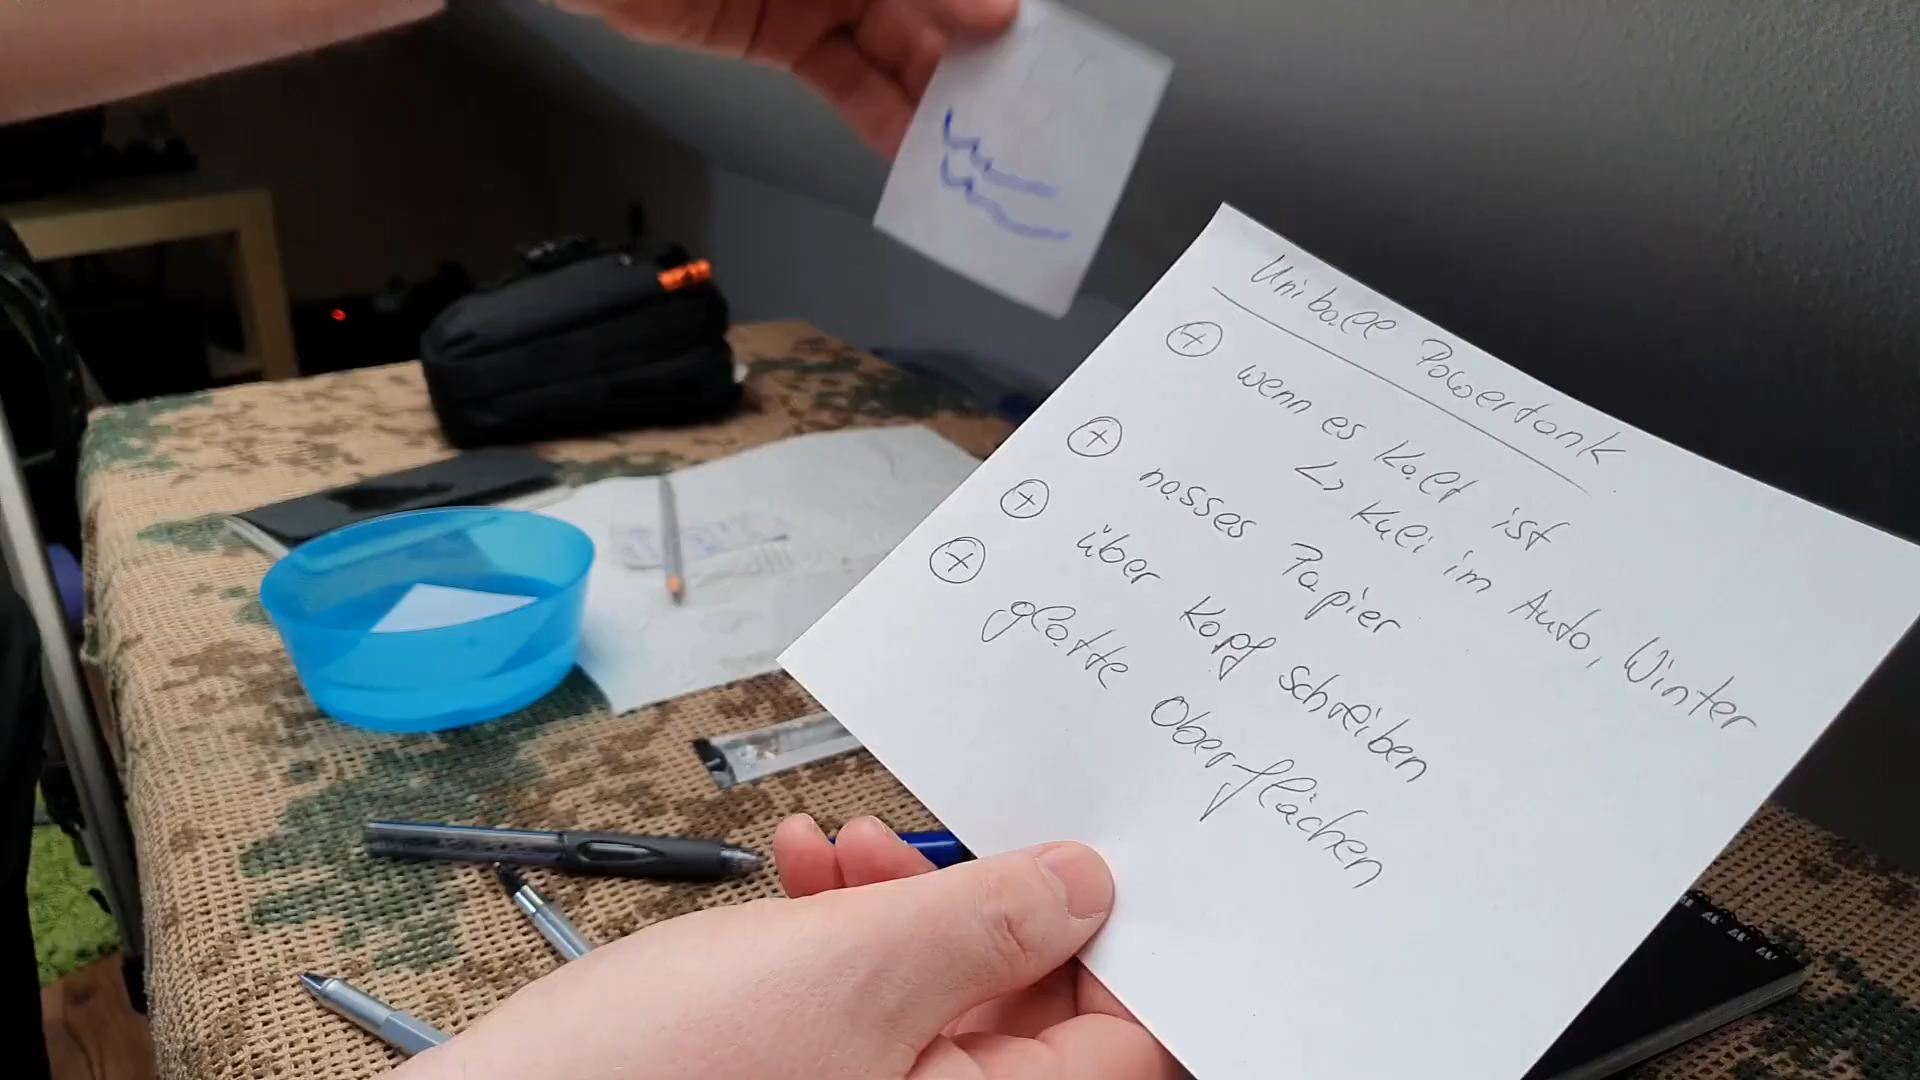 Uniball Powertank
+ wenn es kalt ist
↳ Kuli im Auto, Winter
+ nasses Papier
+ über Kopf schreiben
+ glatte Oberflächen